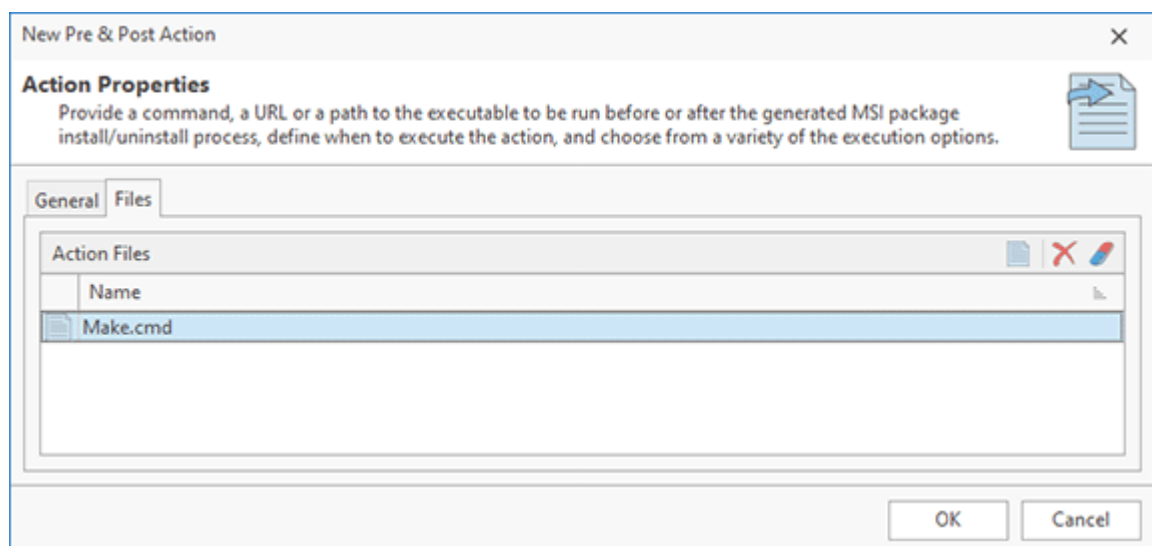 New Pre & Post Action
Action Properties
Provide a command, a URL or a path to the executable to be run before or after the generated MSI package
install/uninstall process, define when to execute the action, and choose from a variety of the execution options.
General Files
Action Files
Name
Make.cmd
OK Cancel